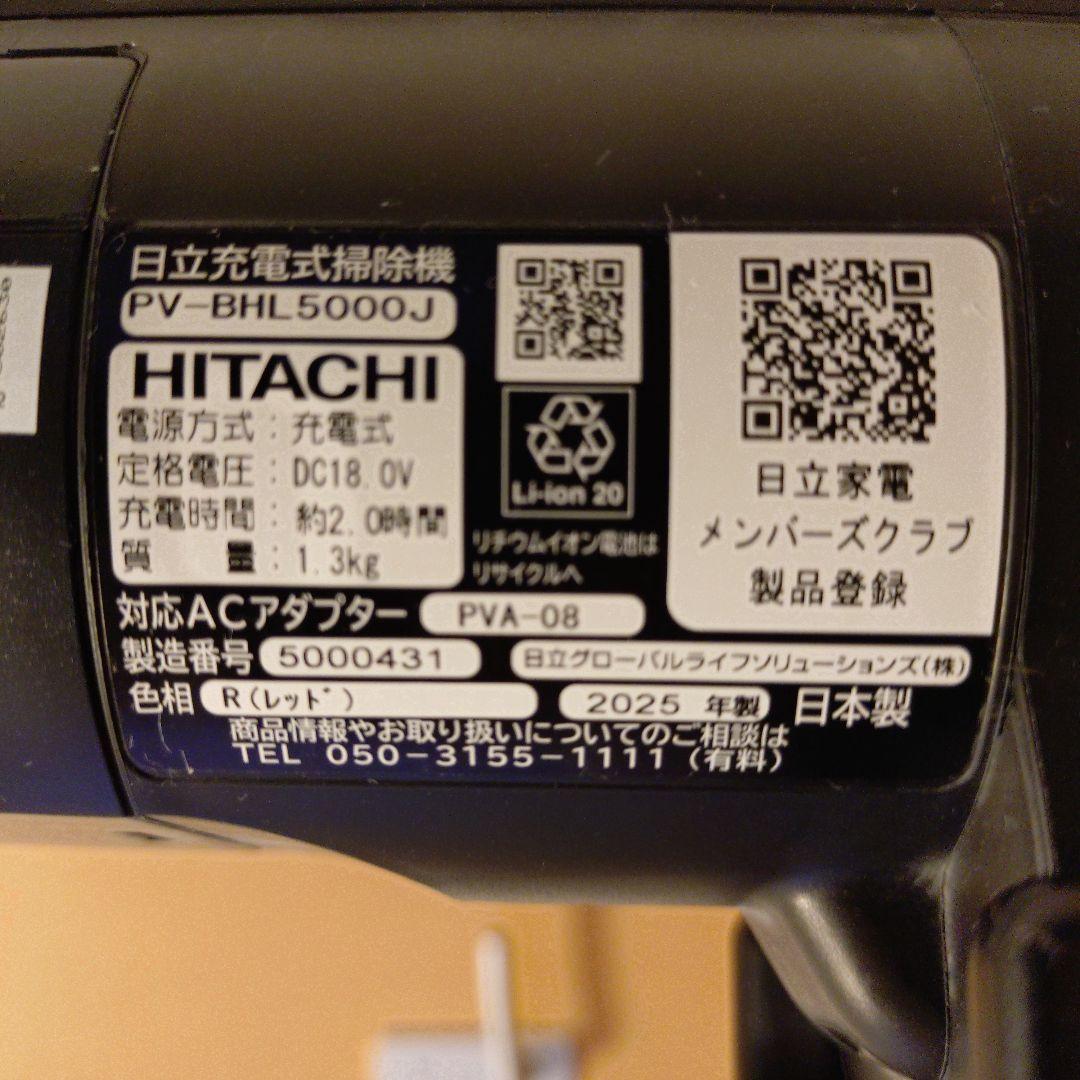 日立充電式掃除機
PV-BHL5000J
HITACHI
電源方式：充電式
定格電圧：DC18.0V
充電時間：約2.0時間
質　　量：1.3kg
Li-ion 20
リチウムイオン電池は
リサイクルへ
日立家電
メンバーズクラブ
製品登録
対応ACアダプター PVA-08
製造番号 5000431 日立グローバルライフソリューションズ(株)
色相 R(レッド) 2025 年製 日本製
商品情報やお取り扱いについてのご相談は
TEL 050-3155-1111（有料）